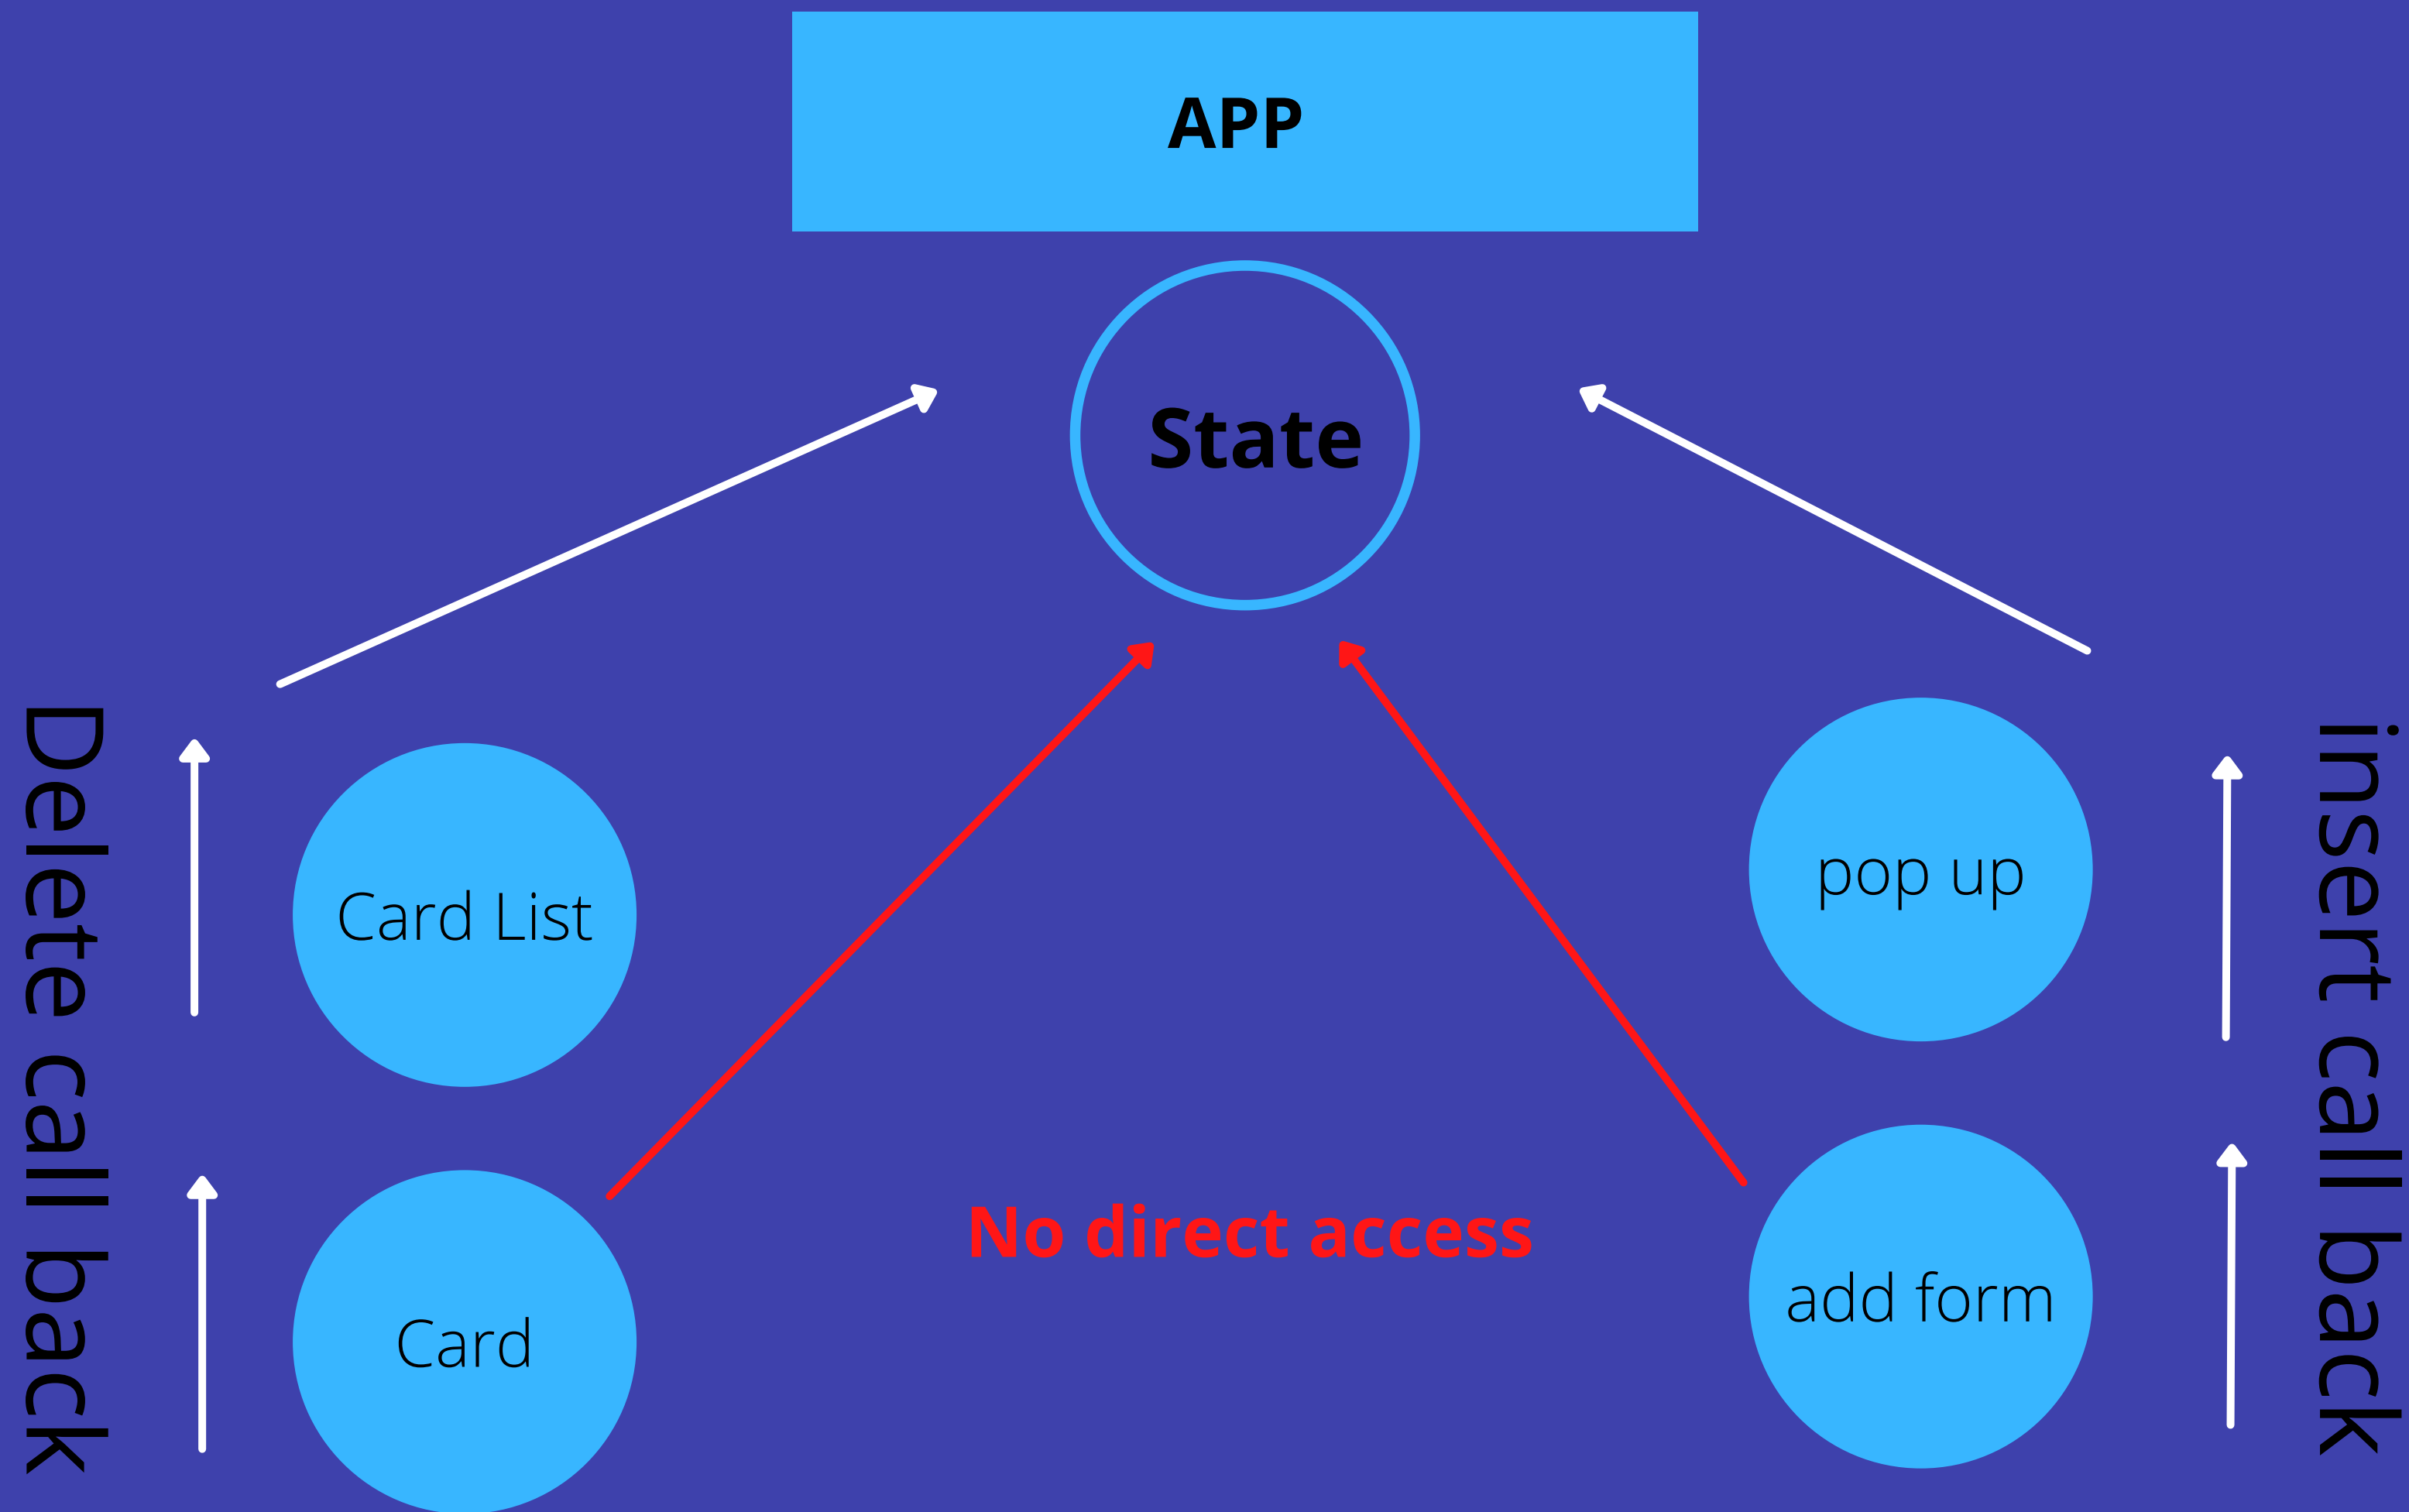 APP
State
Delete call back
Card List
pop up
insert call back
No direct access
Card
add form